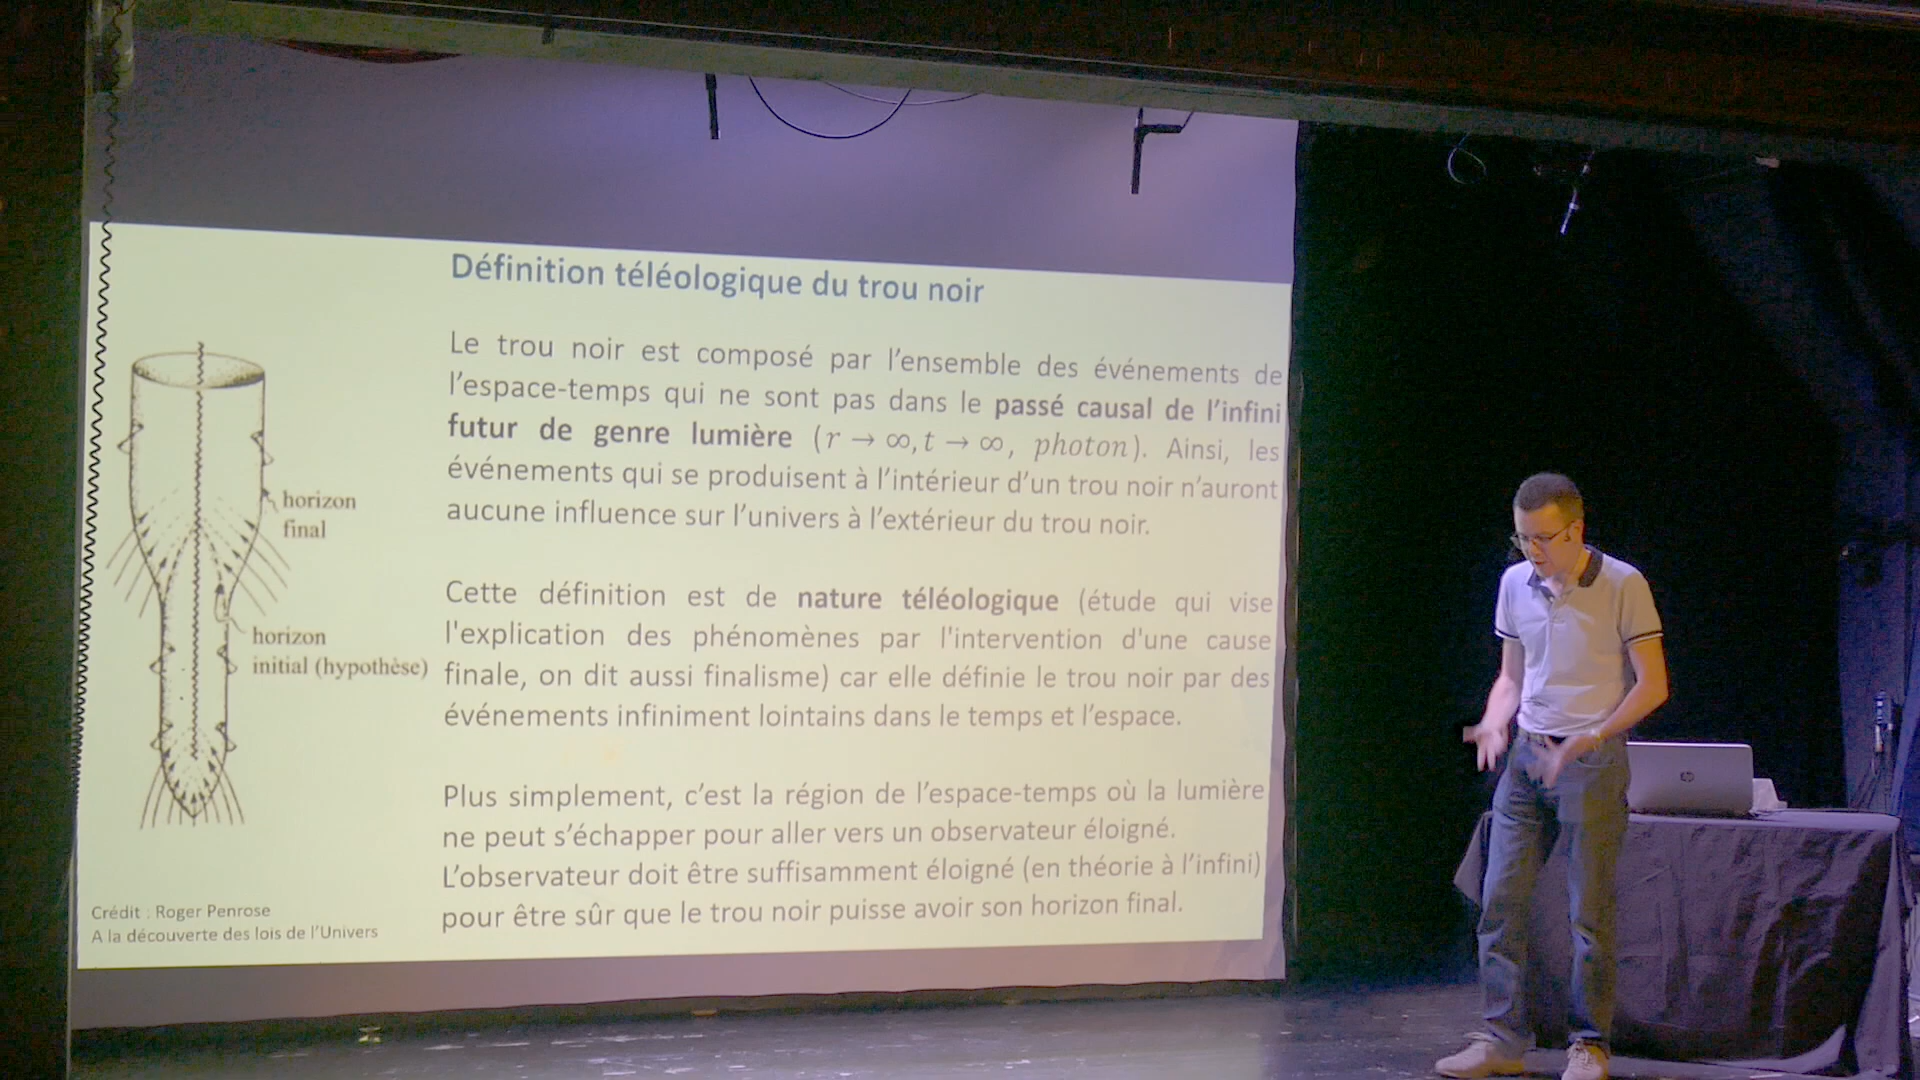 Définition téléologique du trou noir
Le trou noir est composé par l'ensemble des événements de
l'espace-temps qui ne sont pas dans le passé causal de l'infini
futur de genre lumière (r → ∞, t → ∞, photon). Ainsi, les
événements qui se produisent à l'intérieur d'un trou noir n'auront
aucune influence sur l'univers à l'extérieur du trou noir.
Cette définition est de nature téléologique (étude qui vise
l'explication des phénomènes par l'intervention d'une cause
finale, on dit aussi finalisme) car elle définie le trou noir par des
événements infiniment lointains dans le temps et l'espace.
Plus simplement, c'est la région de l'espace-temps où la lumière
ne peut s'échapper pour aller vers un observateur éloigné.
L'observateur doit être suffisamment éloigné (en théorie à l'infini)
pour être sûr que le trou noir puisse avoir son horizon final.
horizon
final
horizon
initial (hypothèse)
Crédit : Roger Penrose
A la découverte des lois de l'Univers
hp